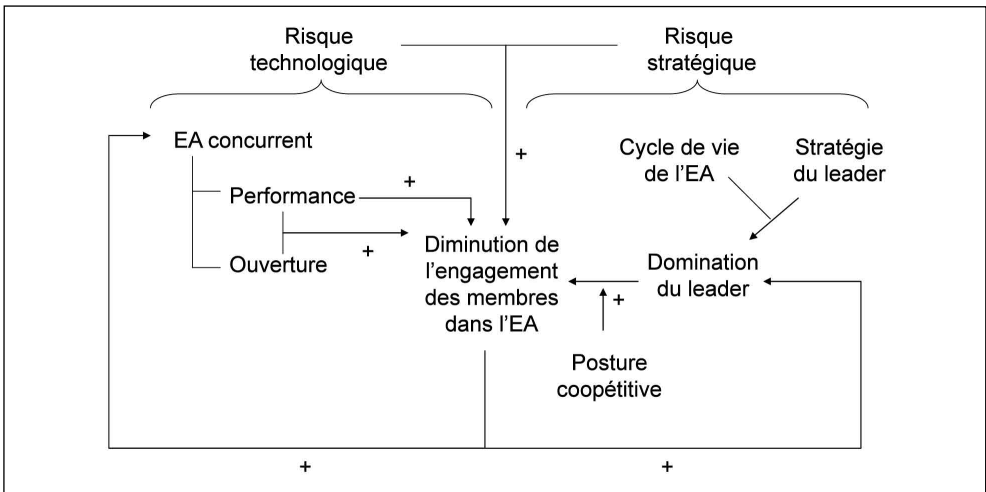 Risque
technologique
Risque
stratégique
EA concurrent
Performance
+
Ouverture
+
+
Diminution de
l'engagement
des membres
dans l'EA
Cycle de vie
de l'EA
Stratégie
du leader
Domination
du leader
+
Posture
coopétitive
+
+